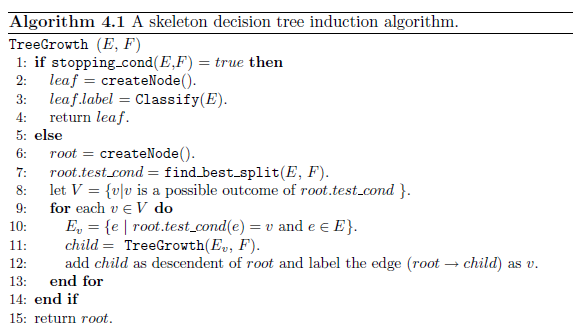 Algorithm 4.1 A skeleton decision tree induction algorithm.
TreeGrowth (E, F)
1: if stopping_cond(E,F) = true then
2: leaf = createNode().
3: leaf.label = Classify(E).
4: return leaf.
5: else
6: root = createNode().
7: root.test_cond = find_best_split(E, F).
8: let V = {v|v is a possible outcome of root.test_cond }.
9: for each v ∈ V do
10: Eᵥ = {e | root.test_cond(e) = v and e ∈ E}.
11: child = TreeGrowth(Eᵥ, F).
12: add child as descendent of root and label the edge (root → child) as v.
13: end for
14: end if
15: return root.